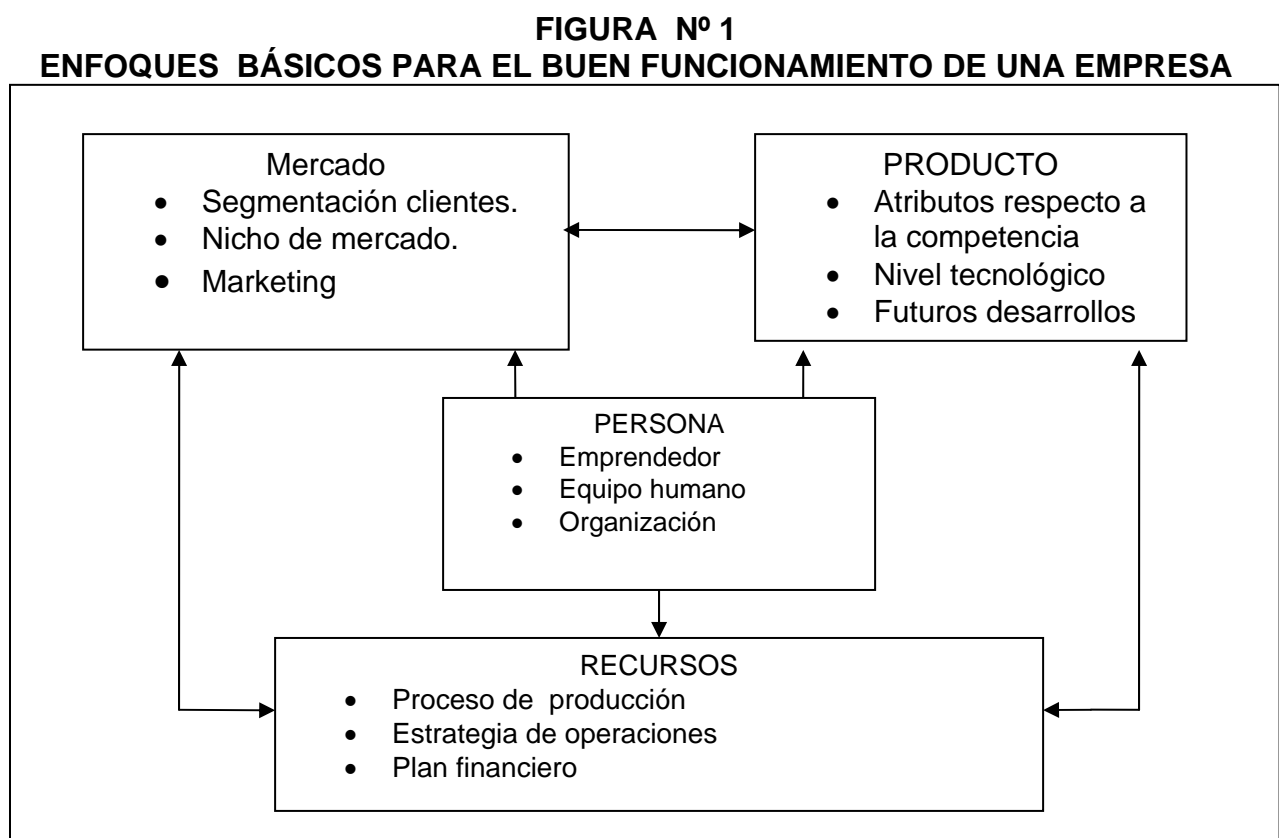 FIGURA Nº 1
ENFOQUES BÁSICOS PARA EL BUEN FUNCIONAMIENTO DE UNA EMPRESA
Mercado
• Segmentación clientes.
• Nicho de mercado.
• Marketing
PRODUCTO
• Atributos respecto a
la competencia
• Nivel tecnológico
• Futuros desarrollos
PERSONA
• Emprendedor
• Equipo humano
• Organización
RECURSOS
• Proceso de producción
• Estrategia de operaciones
• Plan financiero